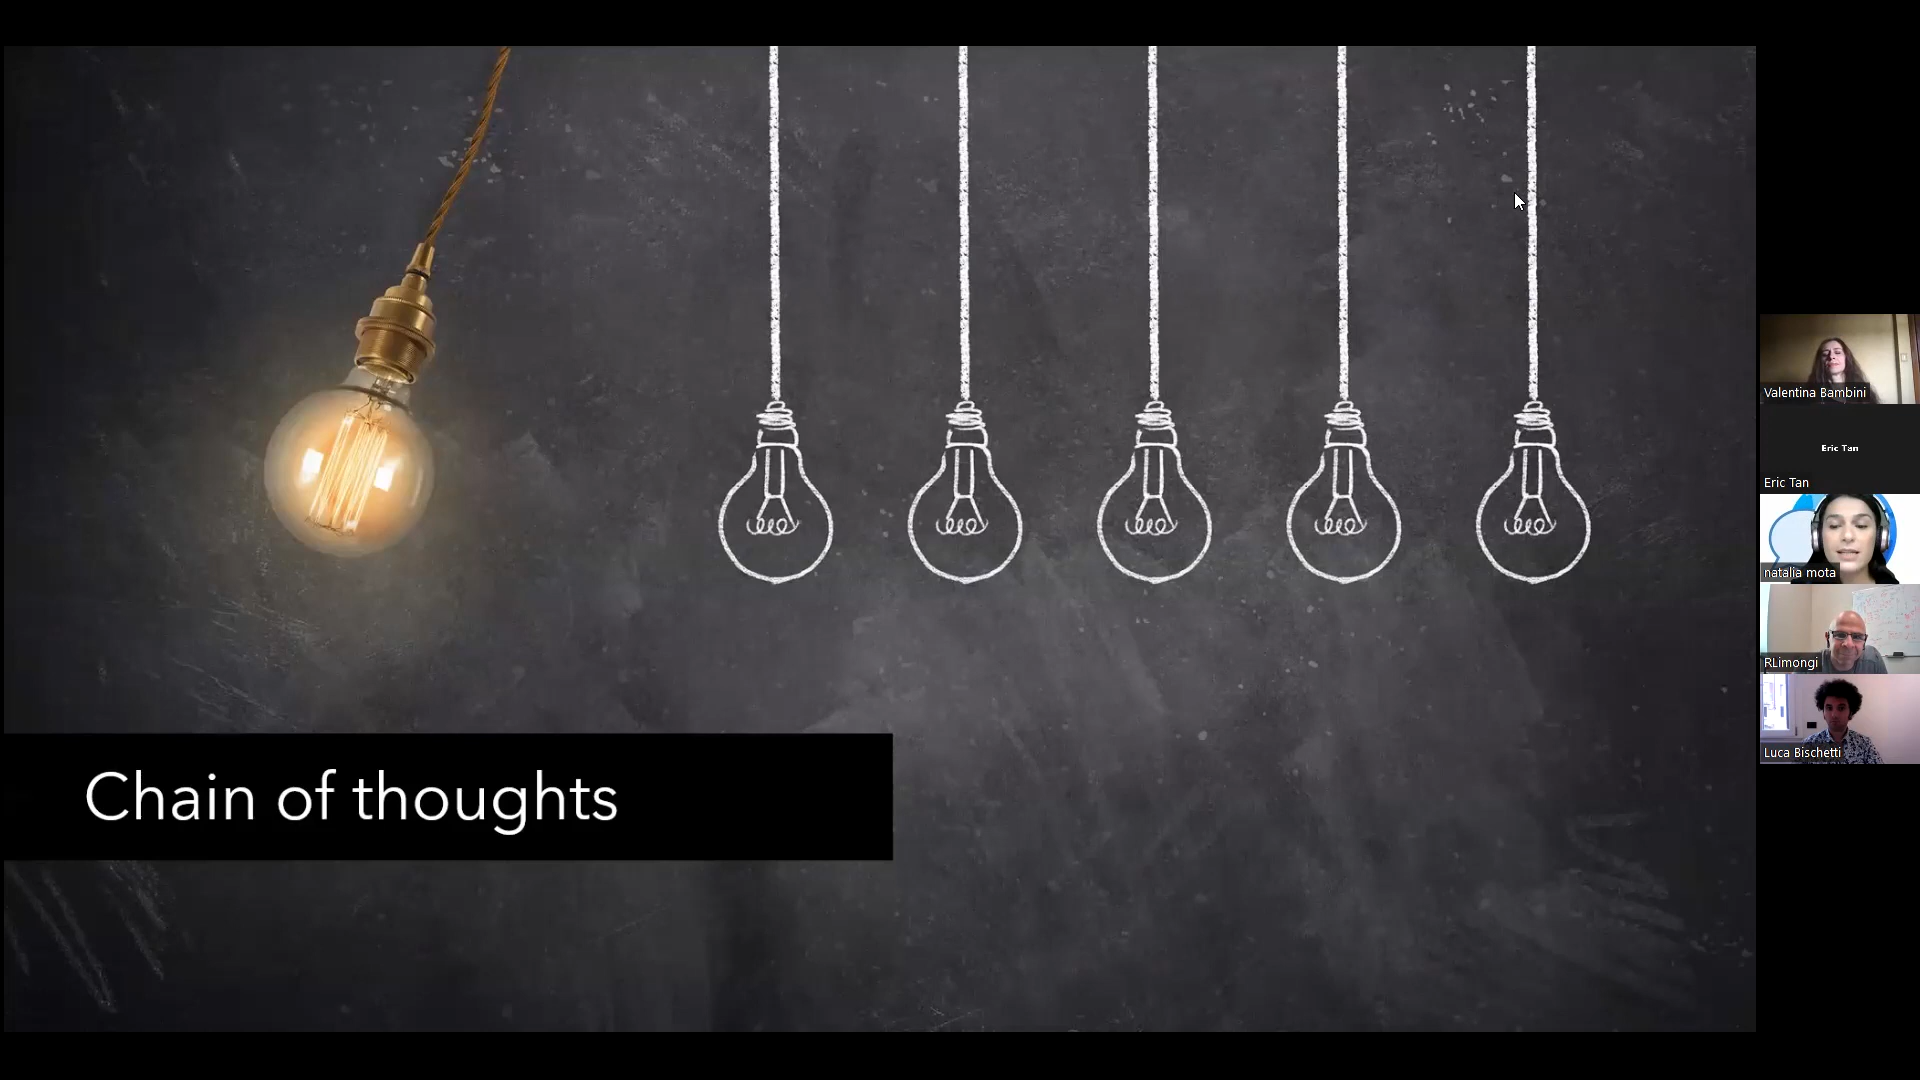 Chain of thoughts
Valentina Bambini
Eric Tan
Eric Tan
natalia mota
RLimongi
Luca Bischetti